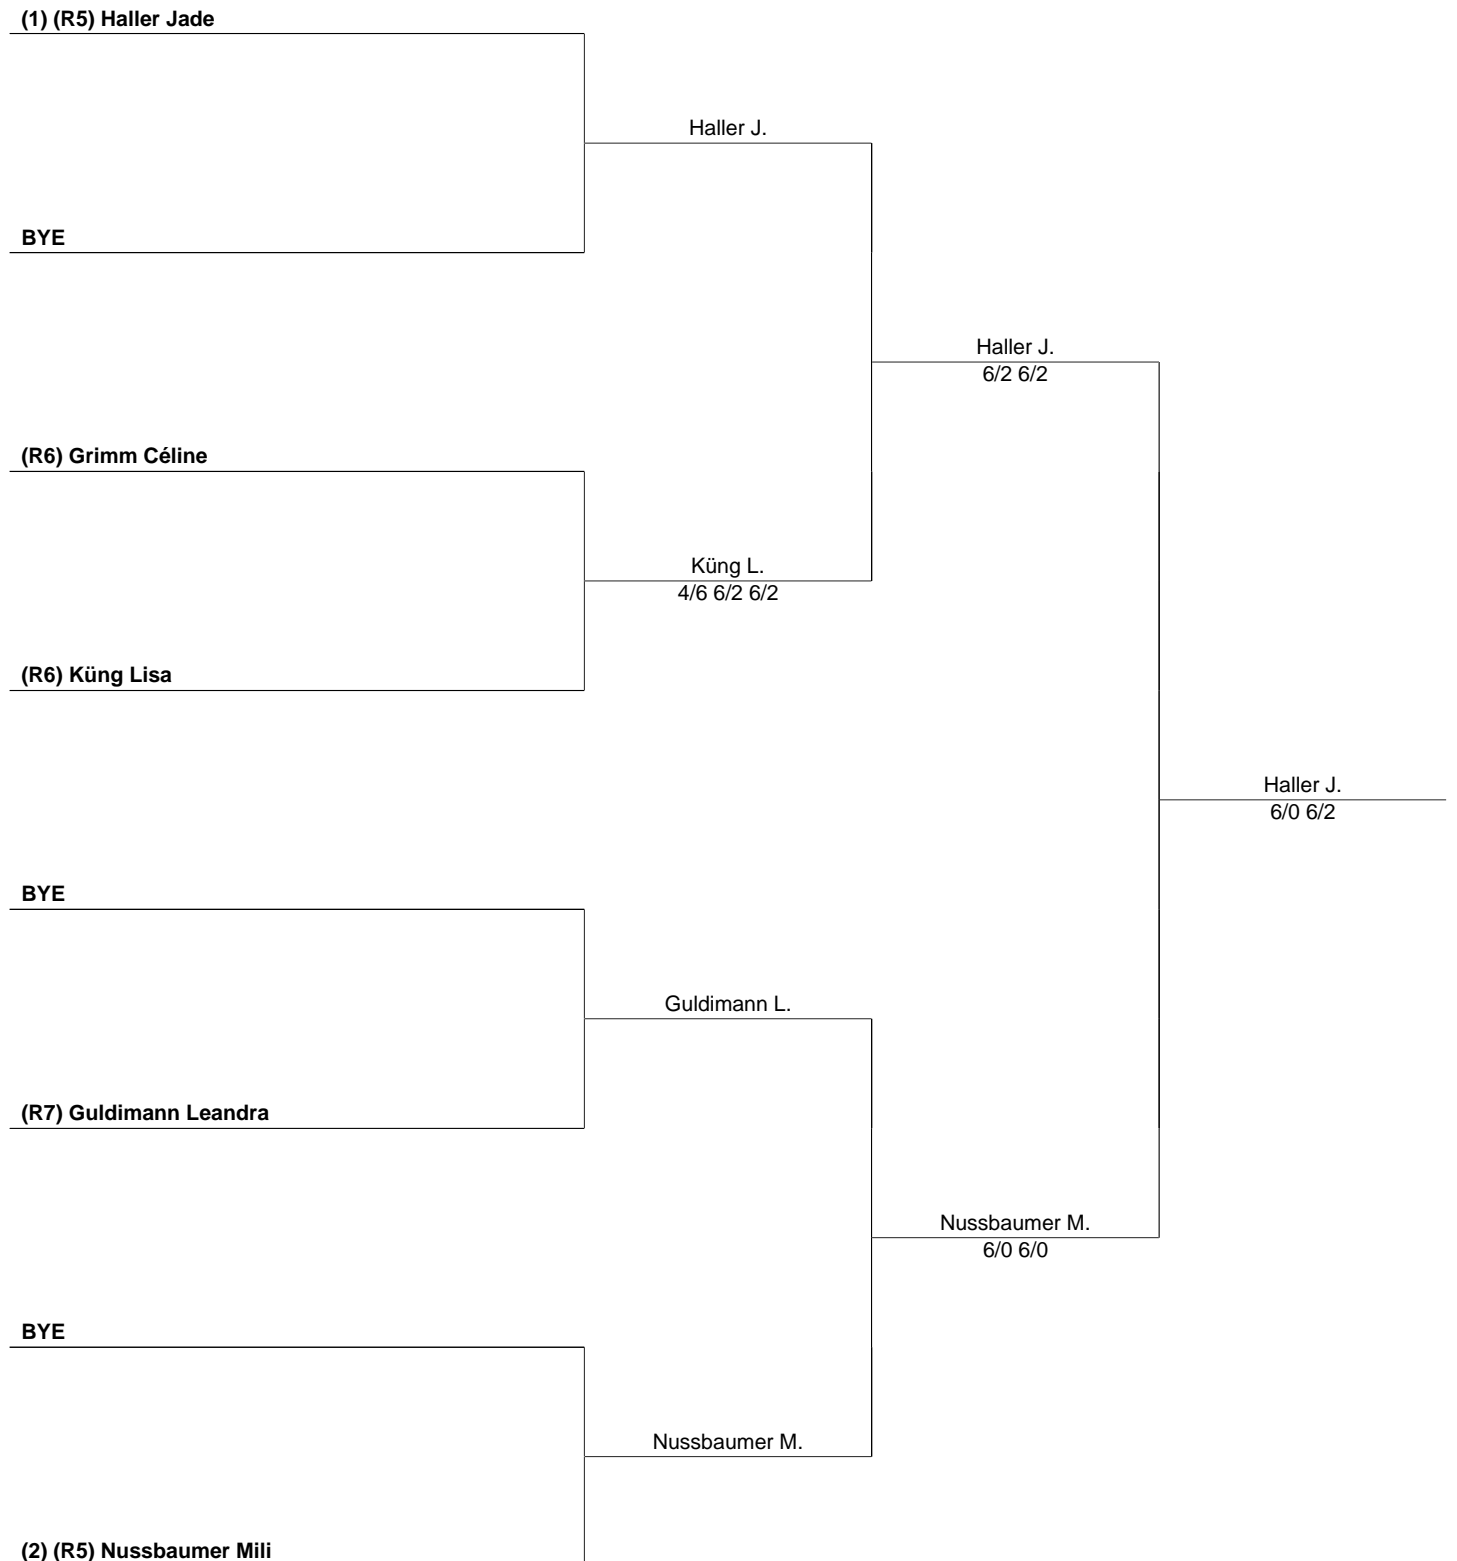 (1) (R5) Haller Jade
Haller J.
BYE
Haller J.
6/2 6/2
(R6) Grimm Céline
Küng L.
4/6 6/2 6/2
(R6) Küng Lisa
Haller J.
6/0 6/2
BYE
Guldimann L.
(R7) Guldimann Leandra
Nussbaumer M.
6/0 6/0
BYE
Nussbaumer M.
(2) (R5) Nussbaumer Mili